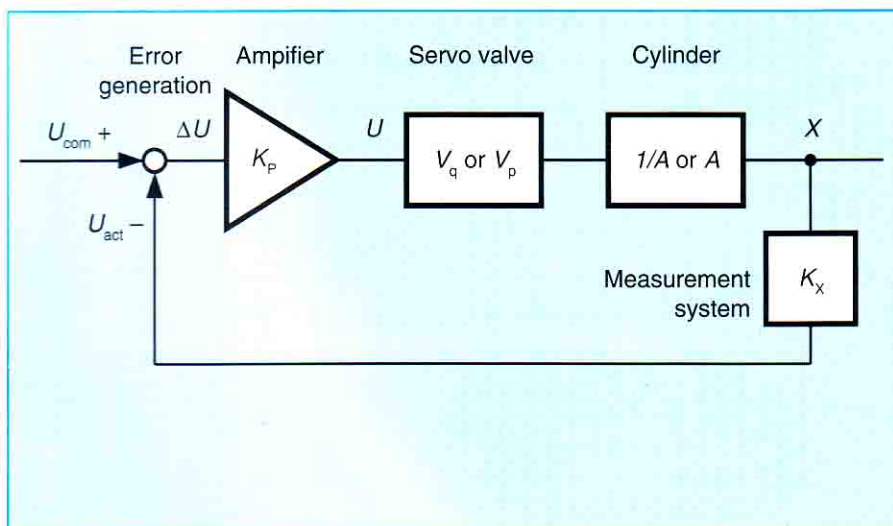 Error
generation
Ampifier
Servo valve
Cylinder
U_com +
ΔU
K_P
U
V_q or V_p
1/A or A
X
U_act −
Measurement
system
K_X